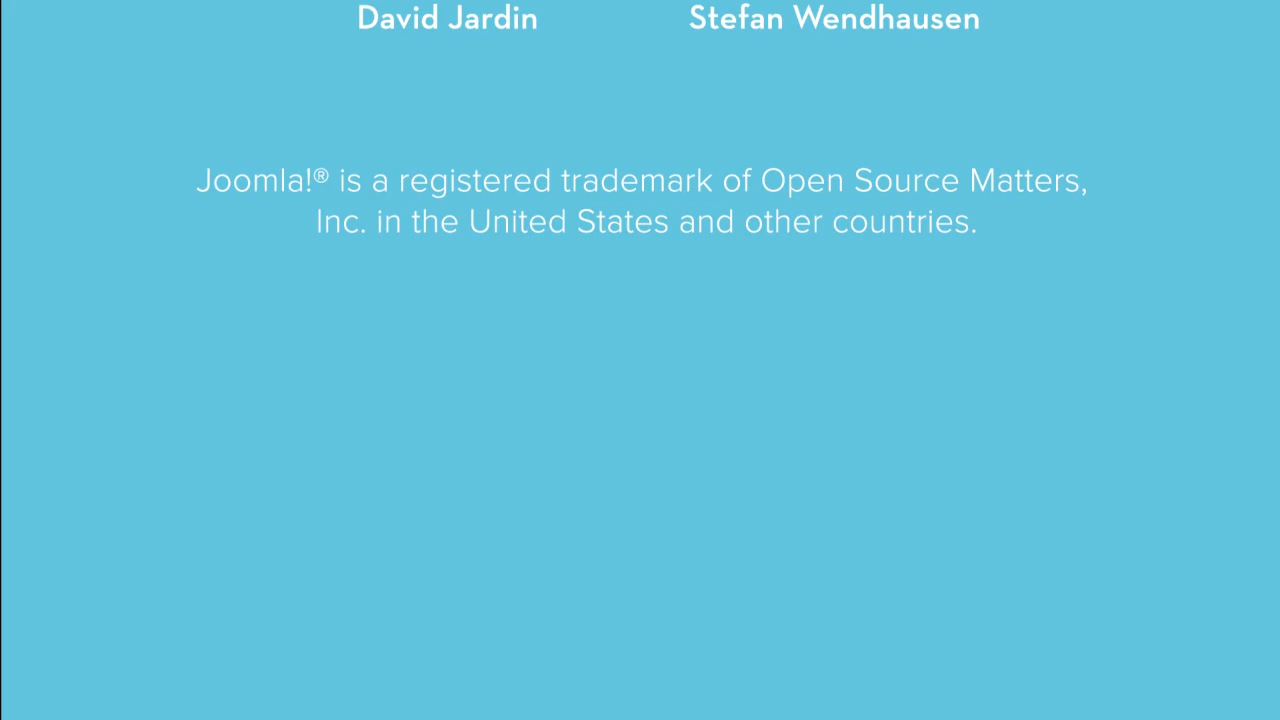 David Jardin Stefan Wendhausen
Joomla!® is a registered trademark of Open Source Matters,
Inc. in the United States and other countries.